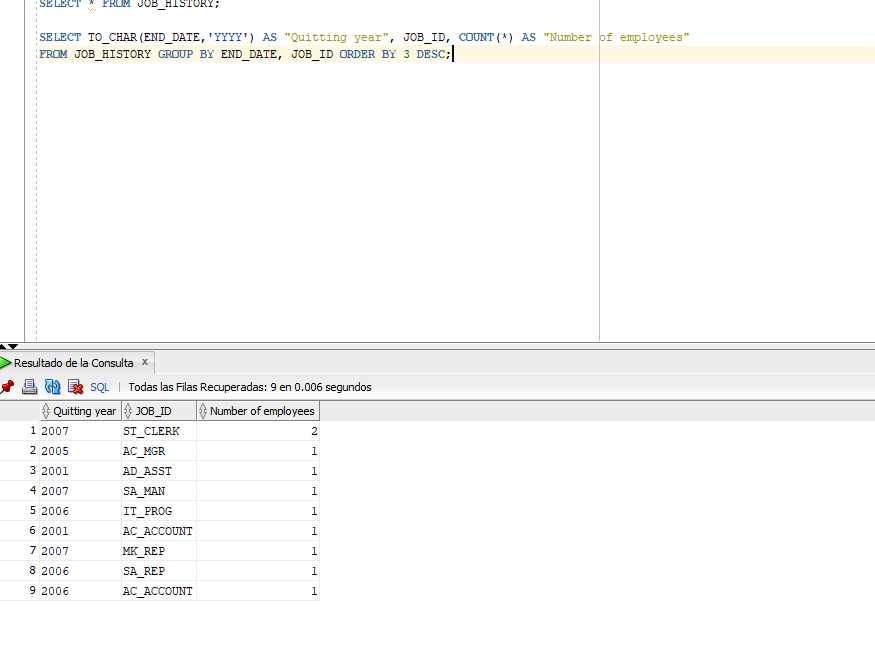 SELECT * FROM JOB_HISTORY;
SELECT TO_CHAR(END_DATE,'YYYY') AS "Quitting year", JOB_ID, COUNT(*) AS "Number of employees"
FROM JOB_HISTORY GROUP BY END_DATE, JOB_ID ORDER BY 3 DESC;
Resultado de la Consulta x
SQL | Todas las Filas Recuperadas: 9 en 0.006 segundos
Quitting year JOB_ID Number of employees
1 2007 ST_CLERK 2
2 2005 AC_MGR 1
3 2001 AD_ASST 1
4 2007 SA_MAN 1
5 2006 IT_PROG 1
6 2001 AC_ACCOUNT 1
7 2007 MK_REP 1
8 2006 SA_REP 1
9 2006 AC_ACCOUNT 1